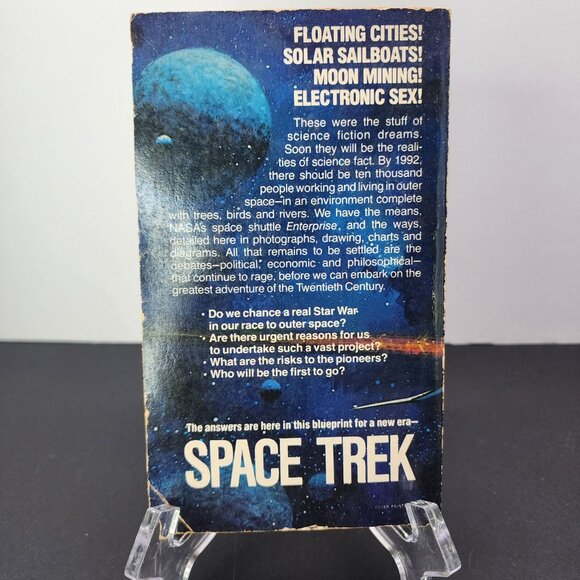 FLOATING CITIES!
SOLAR SAILBOATS!
MOON MINING!
ELECTRONIC SEX!
These were the stuff of
science fiction dreams.
Soon they will be the reali-
ties of science fact. By 1992,
there should be ten thousand
people working and living in outer
space—in an environment complete
with trees, birds and rivers. We have the means,
NASA's space shuttle Enterprise, and the ways,
detailed here in photographs, drawing, charts and
diagrams. All that remains to be settled are the
debates—political, economic and philosophical—
that continue to rage, before we can embark on the
greatest adventure of the Twentieth Century.
• Do we chance a real Star War
in our race to outer space?
• Are there urgent reasons for us
to undertake such a vast project?
• What are the risks to the pioneers?
• Who will be the first to go?
The answers are here in this blueprint for a new era—
SPACE TREK